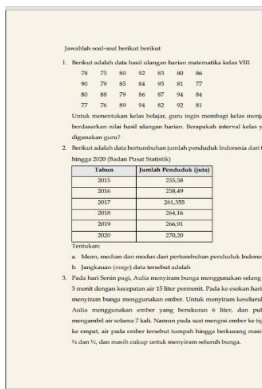 Jawablah soal-soal berikut berikut
1. Berikut adalah data hasil ulangan harian matematika kelas VIII
78 75 80 92 83 80 86
90 79 85 84 93 81 77
80 88 79 86 87 94 84
77 76 89 94 82 92 81
Untuk menentukan kelas belajar, guru ingin membagi kelas
berdasarkan nilai hasil ulangan harian. Berapakah interval kelas y
digunakan guru?
2. Berikut adalah data bertumbuhan jumlah penduduk Indonesia dari t
hingga 2020 (Badan Pusat Statistik)
Tahun Jumlah Penduduk (juta)
2015 255,58
2016 258,49
2017 261,355
2018 264,16
2019 266,91
2020 270,20
Tentukan:
a. Mean, median dan modus dari pertumbuhan penduduk Indone
b. Jangkauan (range) data tersebut adalah
3. Pada hari Senin pagi, Aulia menyiram bunga menggunakan selang
3 menit dengan kecepatan air 15 liter permenit. Pada ke esokan hari
menyiram bunga menggunakan ember. Untuk menyiram keselurul
Aulia menggunakan ember yang berukuran 6 liter, dan
mengambil air selama 7 kali. Namun pada saat mengisi ember ke
ke empat, air pada ember tersebut tumpah hingga berkurang masi
dan ½, dan masih cukup untuk menyiram seluruh bunga.